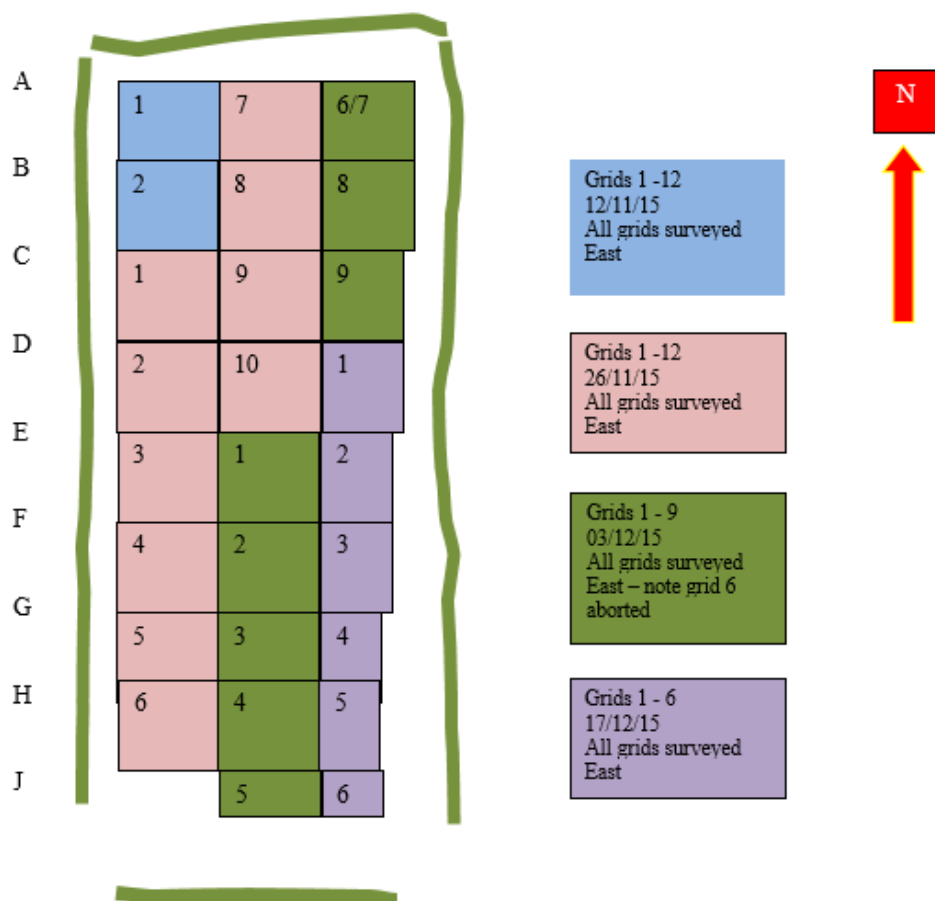 A
1 7 6/7
N
B
2 8 8
Grids 1 -12
12/11/15
All grids surveyed
East
C
1 9 9
D
2 10 1
Grids 1 -12
26/11/15
All grids surveyed
East
E
3 1 2
F
4 2 3
Grids 1 - 9
03/12/15
All grids surveyed
East – note grid 6
aborted
G
5 3 4
H
6 4 5
Grids 1 - 6
17/12/15
All grids surveyed
East
J
5 6